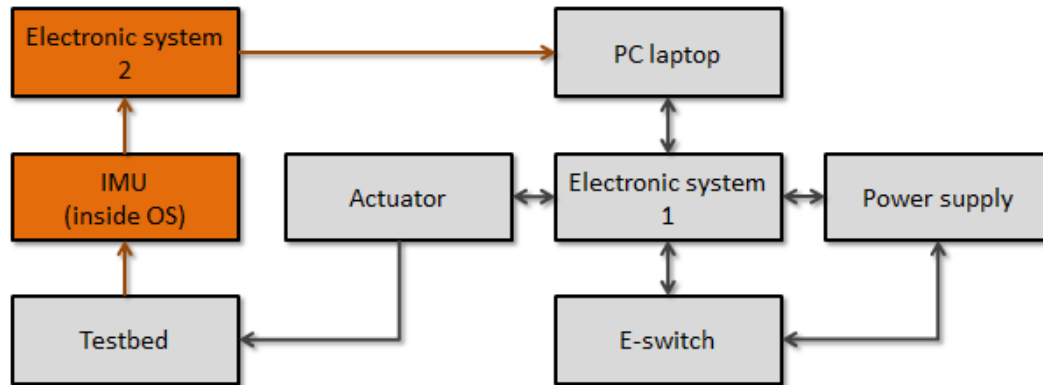 Electronic system
2
PC laptop
IMU
(inside OS)
Actuator
Electronic system
1
Power supply
Testbed
E-switch